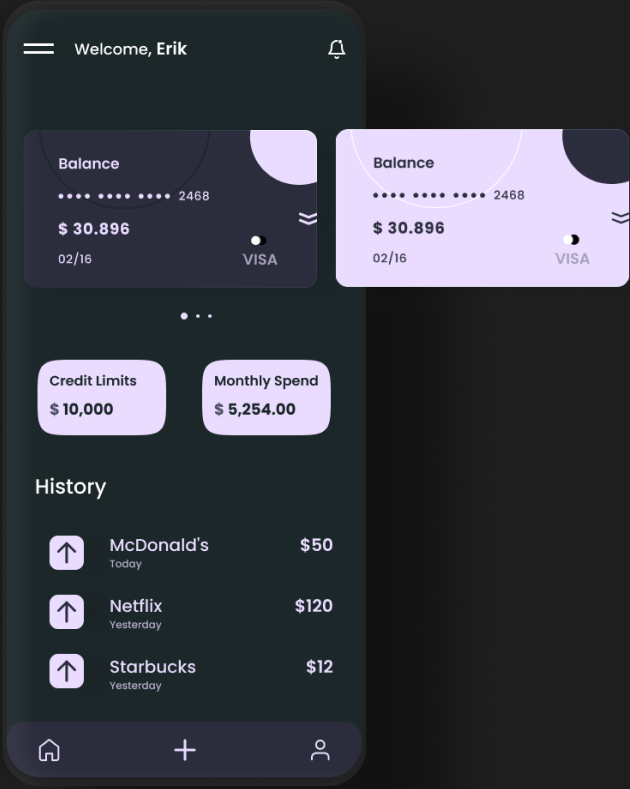 Welcome, Erik
Balance
•••• •••• •••• 2468
$ 30.896
02/16
VISA
Balance
•••• •••• •••• 2468
$ 30.896
02/16
VISA
Credit Limits
$ 10,000
Monthly Spend
$ 5,254.00
History
McDonald's $50
Today
Netflix $120
Yesterday
Starbucks $12
Yesterday